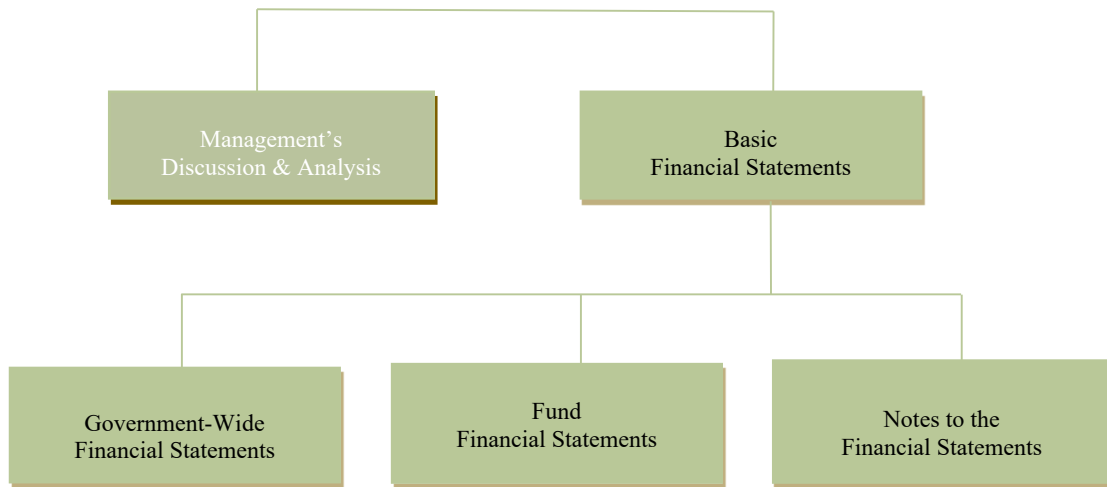 Management’s
Discussion & Analysis
Basic
Financial Statements
Government-Wide
Financial Statements
Fund
Financial Statements
Notes to the
Financial Statements